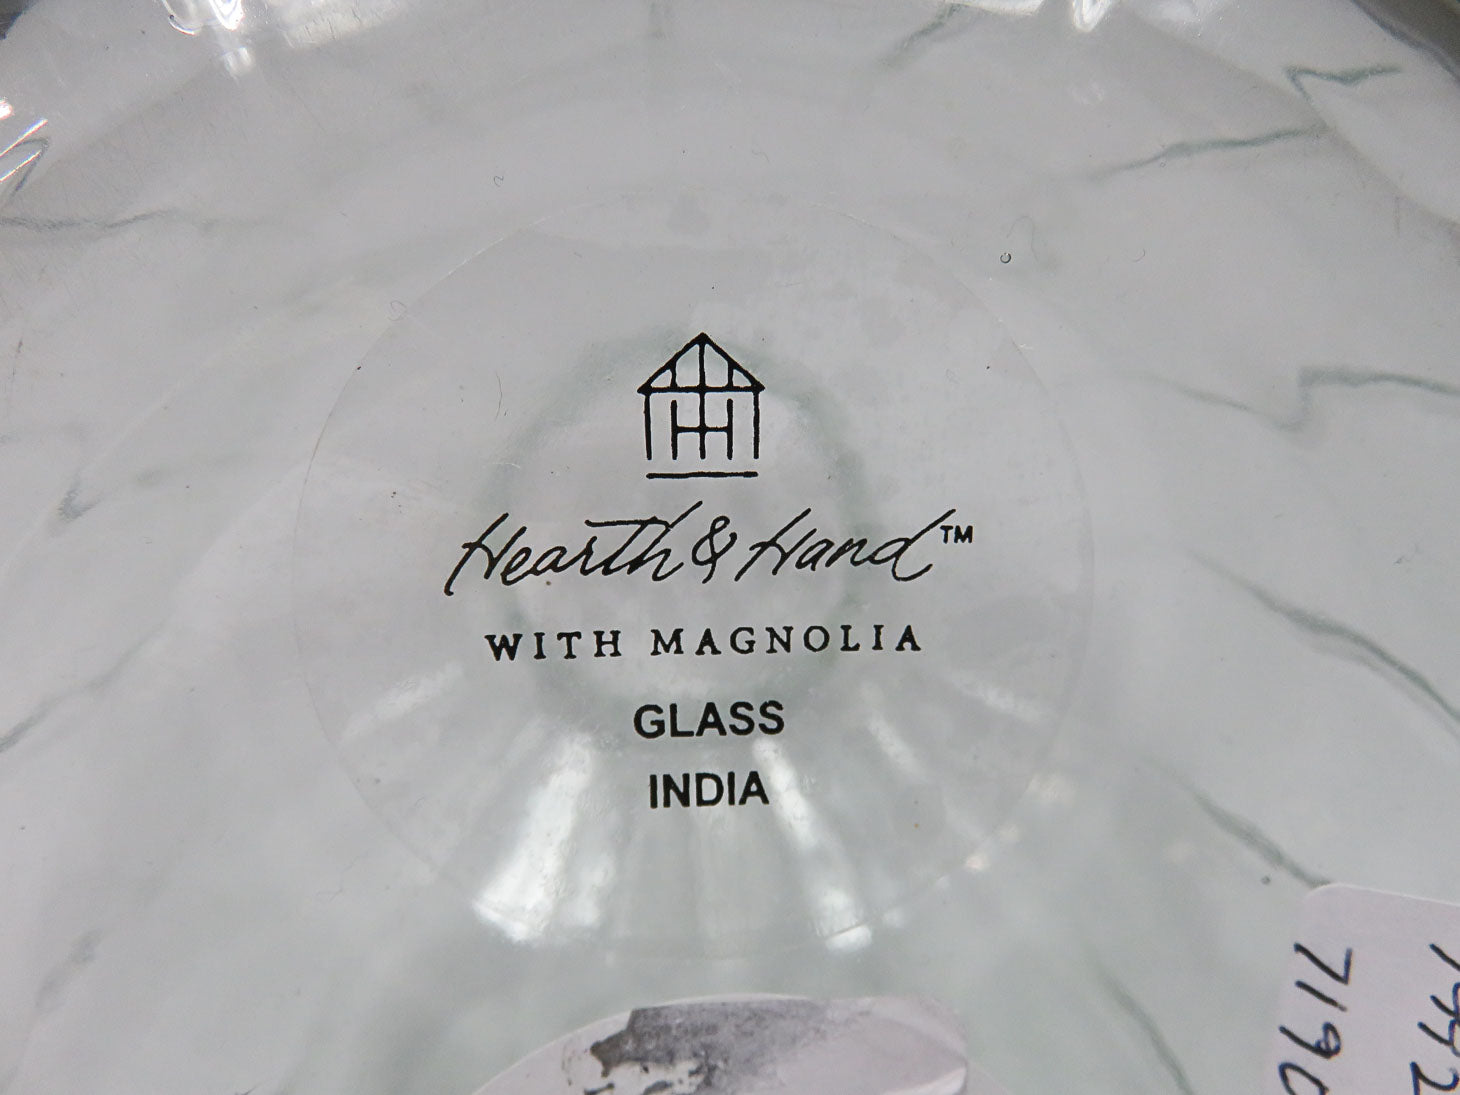 Hearth & Hand™
WITH MAGNOLIA
GLASS
INDIA